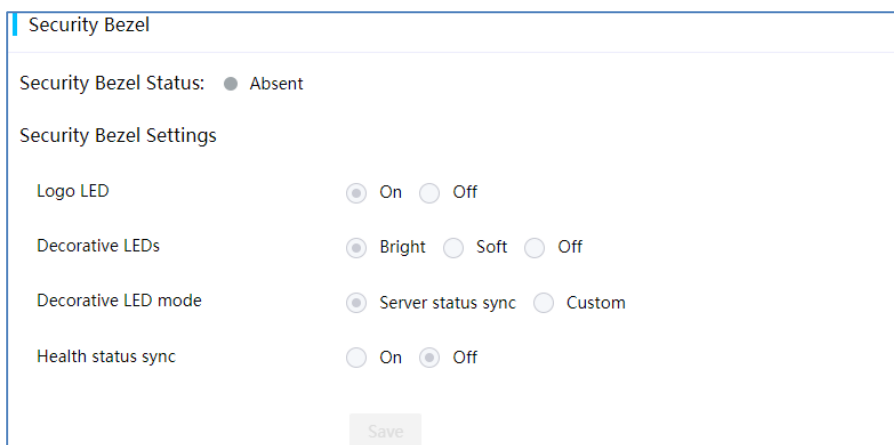 Security Bezel
Security Bezel Status: Absent
Security Bezel Settings
Logo LED On Off
Decorative LEDs Bright Soft Off
Decorative LED mode Server status sync Custom
Health status sync On Off
Save